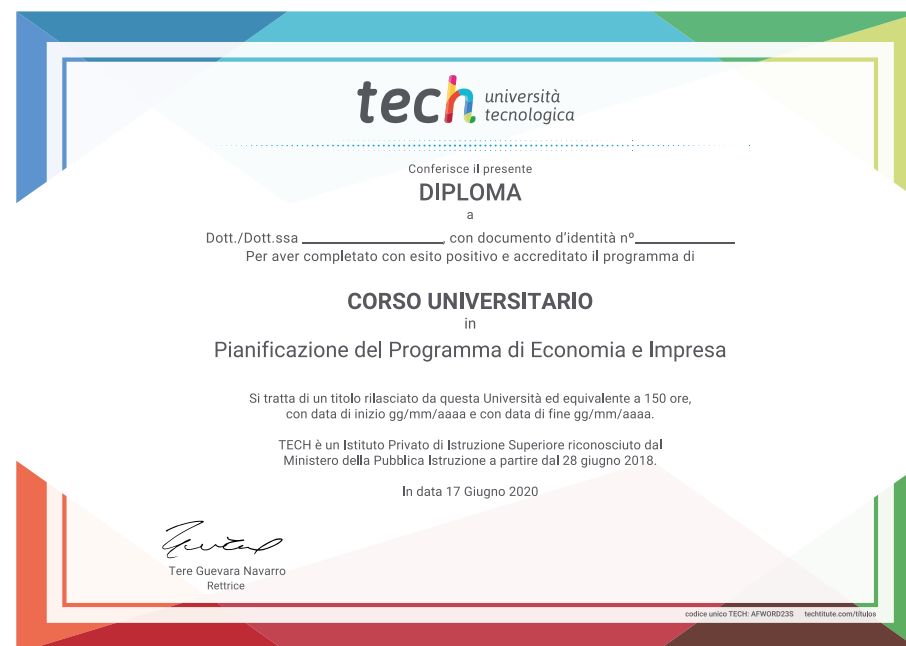 tech università
tecnologica
Conferisce il presente
DIPLOMA
a
Dott./Dott.ssa ____________, con documento d'identità nº____________
Per aver completato con esito positivo e accreditato il programma di
CORSO UNIVERSITARIO
in
Pianificazione del Programma di Economia e Impresa
Si tratta di un titolo rilasciato da questa Università ed equivalente a 150 ore,
con data di inizio gg/mm/aaaa e con data di fine gg/mm/aaaa.
TECH è un Istituto Privato di Istruzione Superiore riconosciuto dal
Ministero della Pubblica Istruzione a partire dal 28 giugno 2018.
In data 17 Giugno 2020
Tere Guevara Navarro
Rettrice
codice unico TECH: AFWORD23S techtitute.com/títulos